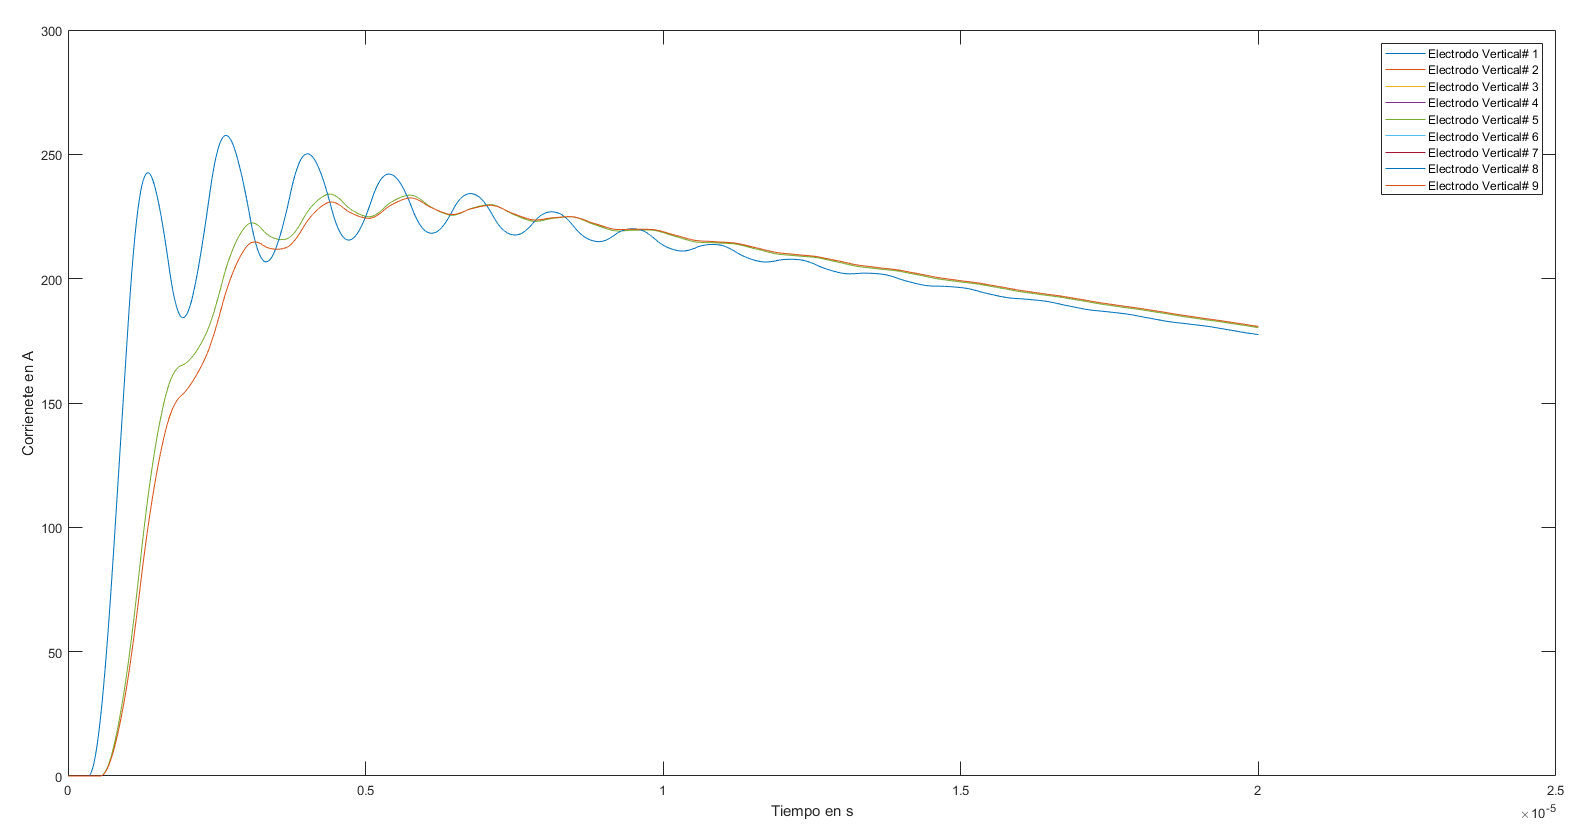 300
250
200
150
100
50
0
Corrienete en A
0
0.5
1
1.5
2
2.5
×10-5
Tiempo en s
Electrodo Vertical# 1
Electrodo Vertical# 2
Electrodo Vertical# 3
Electrodo Vertical# 4
Electrodo Vertical# 5
Electrodo Vertical# 6
Electrodo Vertical# 7
Electrodo Vertical# 8
Electrodo Vertical# 9